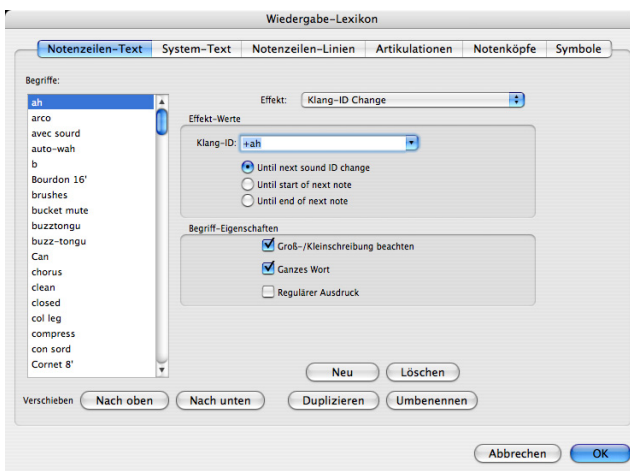 Wiedergabe-Lexikon
Notenzeilen-Text System-Text Notenzeilen-Linien Artikulationen Notenköpfe Symbole
Begriffe:
ah
arco
avec sourd
auto-wah
b
Bourdon 16'
brushes
bucket mute
buzztongu
buzz-tongu
Can
chorus
clean
closed
col leg
compress
con sord
Cornet 8'
Effekt: Klang-ID Change
Effekt-Werte
Klang-ID: +ah
Until next sound ID change
Until start of next note
Until end of next note
Begriff-Eigenschaften
Groß-/Kleinschreibung beachten
Ganzes Wort
Regulärer Ausdruck
Neu Löschen
Verschieben Nach oben Nach unten Duplizieren Umbenennen
Abbrechen OK